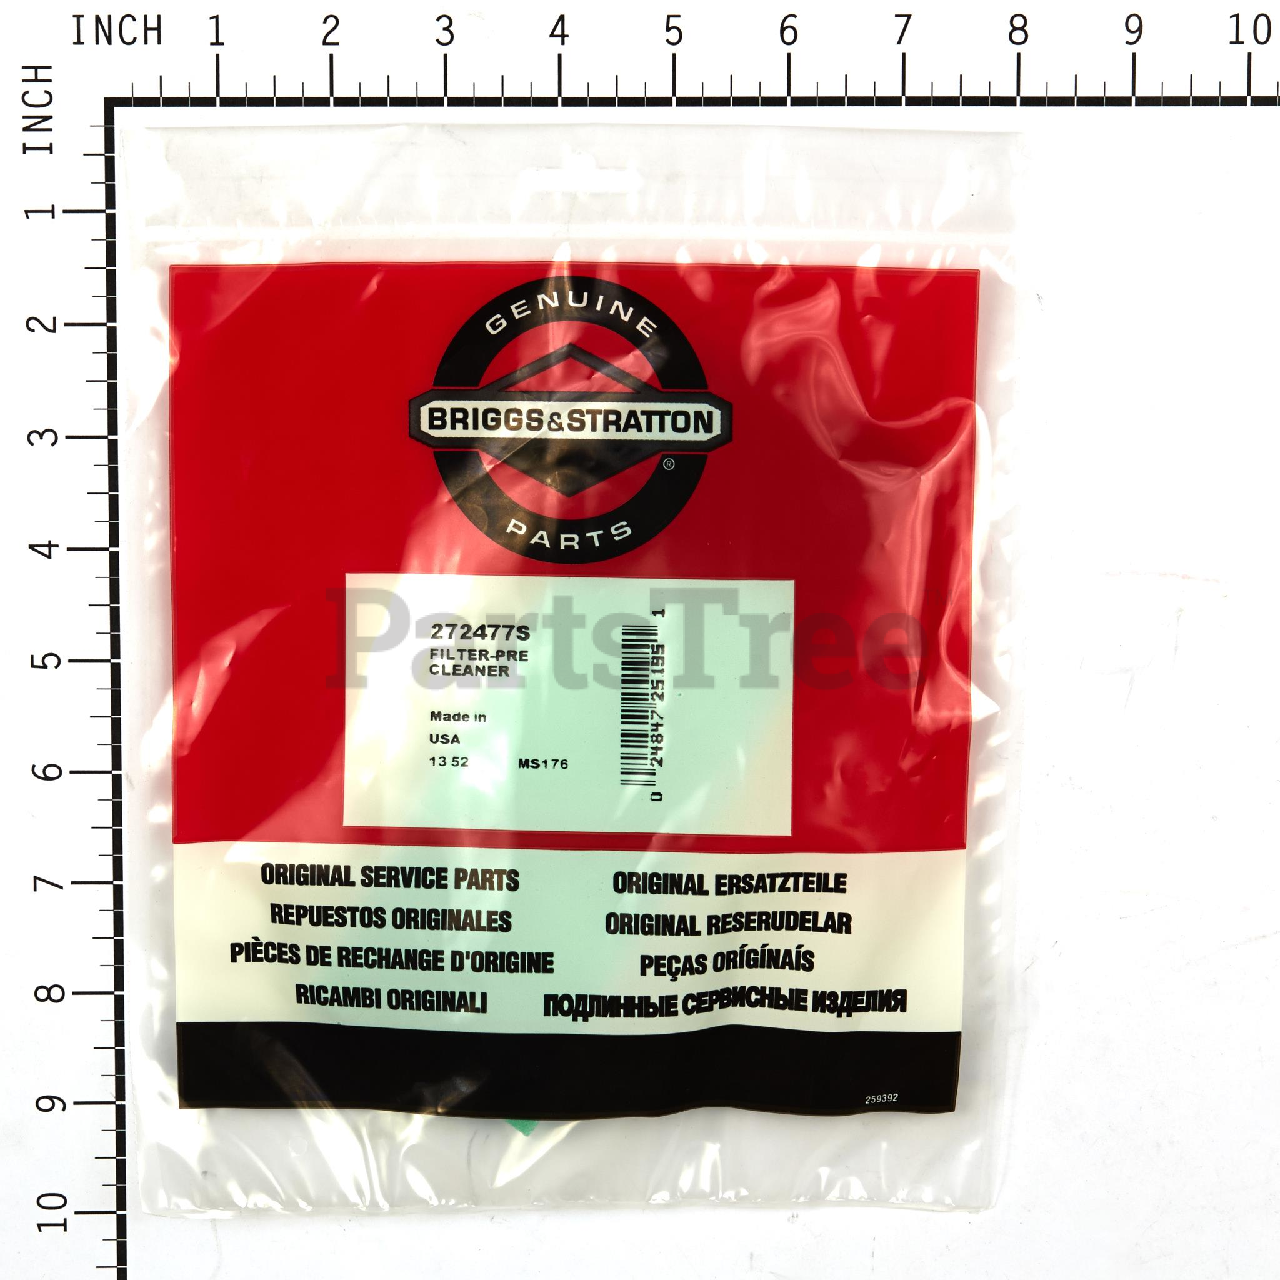 INCH 1 2 3 4 5 6 7 8 9 10
INCH 1 2 3 4 5 6 7 8 9 10
GENUINE
BRIGGS&STRATTON
®
PARTS
PartsTree
272477S
FILTER-PRE
CLEANER
Made in
USA
13 52 MS176
0 24847 25195 1
ORIGINAL SERVICE PARTS
REPUESTOS ORIGINALES
PIÈCES DE RECHANGE D'ORIGINE
RICAMBI ORIGINALI
ORIGINAL ERSATZTEILE
ORIGINAL RESERUDELAR
PEÇAS ORÍGÍNAÍS
ПОДЛИННЫЕ СЕРВИСНЫЕ ИЗДЕЛИЯ
259392